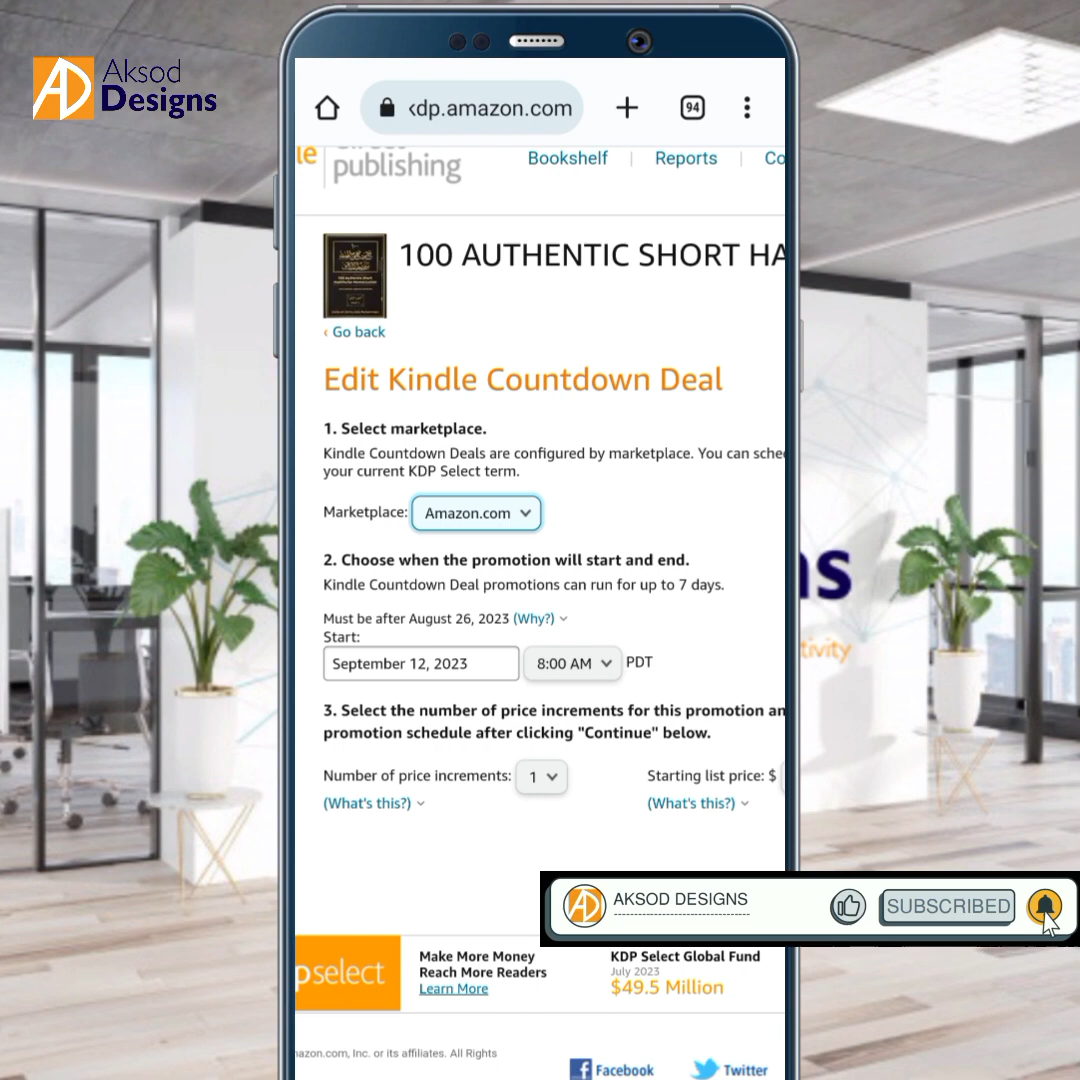 Aksod
Designs
94
dp.amazon.com
publishing
Bookshelf
Reports
100 AUTHENTIC SHORT HA
‹ Go back
Edit Kindle Countdown Deal
1. Select marketplace.
Kindle Countdown Deals are configured by marketplace. You can sche
your current KDP Select term.
Marketplace: Amazon.com
2. Choose when the promotion will start and end.
Kindle Countdown Deal promotions can run for up to 7 days.
Must be after August 26, 2023 (Why?)
Start:
September 12, 2023 8:00 AM PDT
3. Select the number of price increments for this promotion an
promotion schedule after clicking "Continue" below.
Number of price increments: 1
(What's this?)
Starting list price: $
(What's this?)
ns
tivity
AKSOD DESIGNS
SUBSCRIBED
select
Make More Money
Reach More Readers
Learn More
KDP Select Global Fund
July 2023
$49.5 Million
azon.com, Inc. or its affiliates. All Rights
Facebook
Twitter